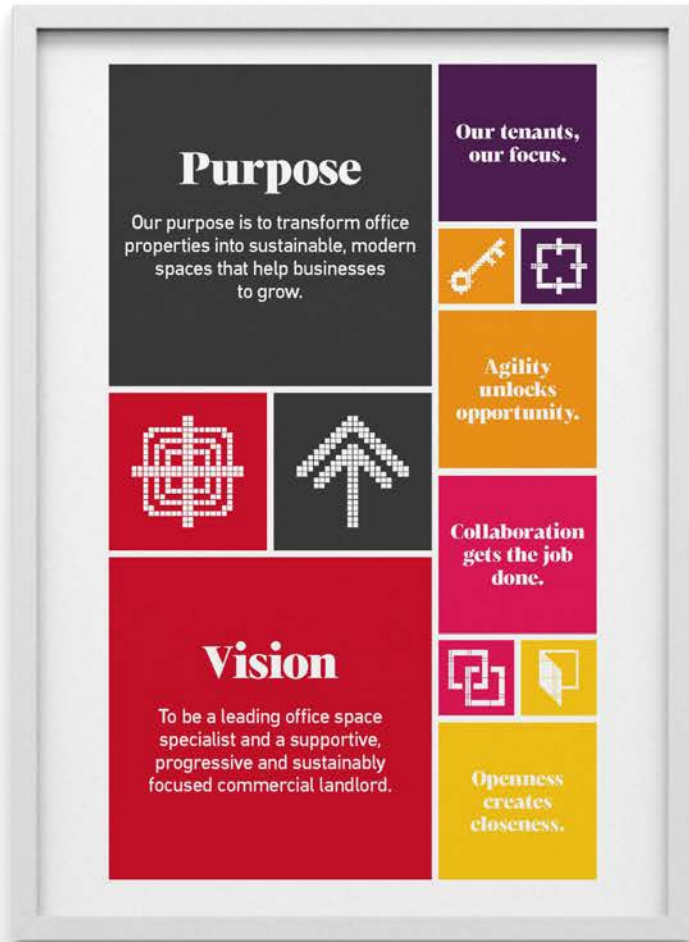 Purpose
Our purpose is to transform office
properties into sustainable, modern
spaces that help businesses
to grow.
Vision
To be a leading office space
specialist and a supportive,
progressive and sustainably
focused commercial landlord.
Our tenants,
our focus.
Agility
unlocks
opportunity.
Collaboration
gets the job
done.
Openness
creates
closeness.